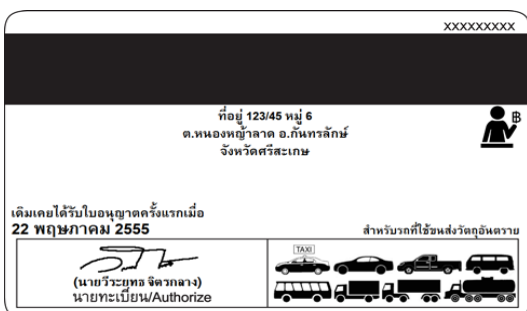 XXXXXXXXX
ที่อยู่ 123/45 หมู่ 6
ต.หนองหญ้าลาด อ.กันทรลักษ์
จังหวัดศรีสะเกษ
฿
เดิมเคยได้รับใบอนุญาตครั้งแรกเมื่อ
22 พฤษภาคม 2555
สำหรับรถที่ใช้ขนส่งวัตถุอันตราย
TAXI
(นายวีระยุทธ จิตวกลาง)
นายทะเบียน/Authorize